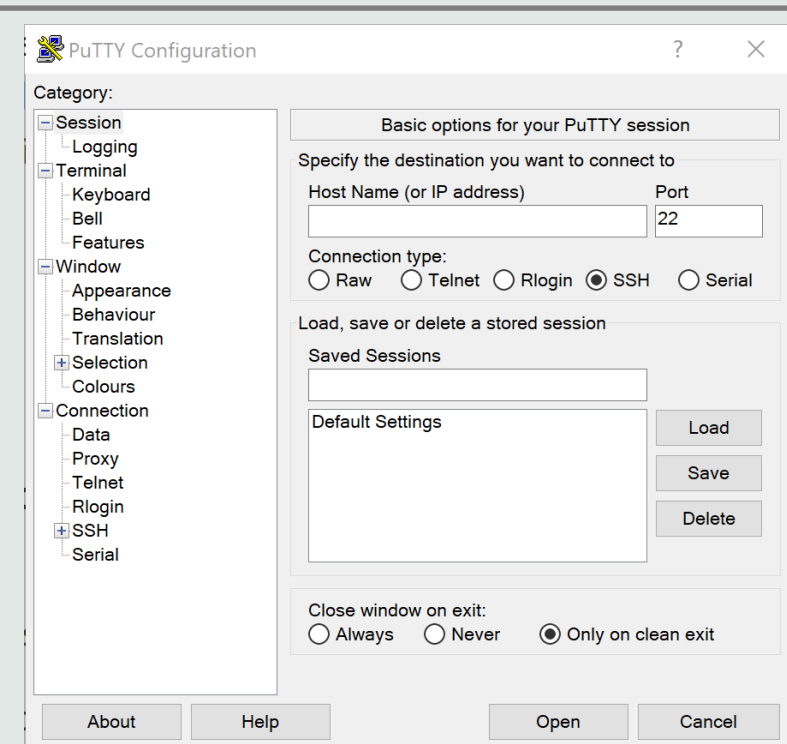 PuTTY Configuration
?
Category:
Session
Logging
Terminal
Keyboard
Bell
Features
Window
Appearance
Behaviour
Translation
Selection
Colours
Connection
Data
Proxy
Telnet
Rlogin
SSH
Serial
Basic options for your PuTTY session
Specify the destination you want to connect to
Host Name (or IP address) Port
22
Connection type:
Raw Telnet Rlogin SSH Serial
Load, save or delete a stored session
Saved Sessions
Default Settings
Load
Save
Delete
Close window on exit:
Always Never Only on clean exit
About Help Open Cancel